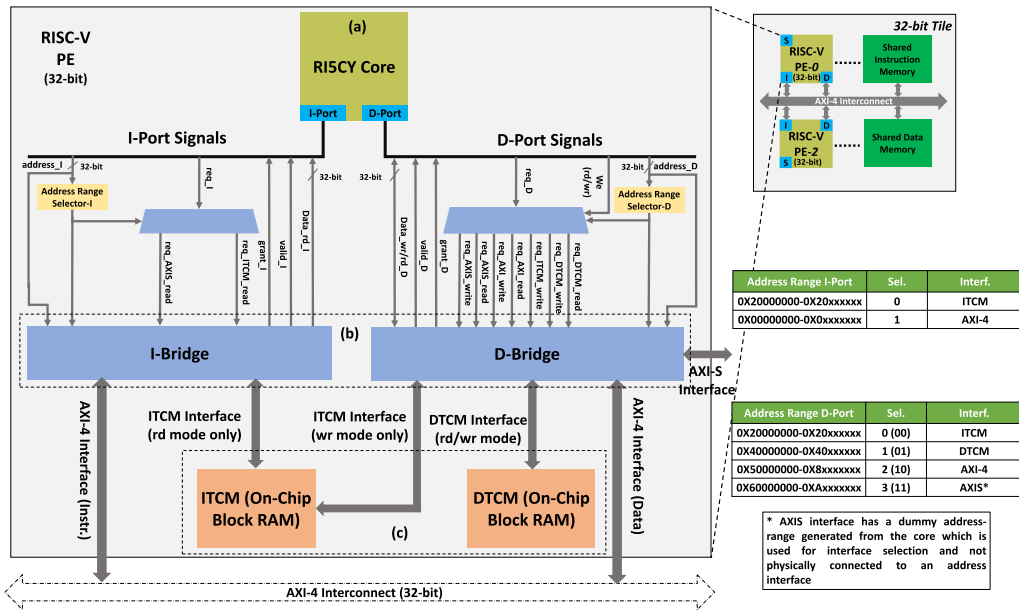 RISC-V
PE
(32-bit)
(a)
RI5CY Core
I-Port
D-Port
I-Port Signals
D-Port Signals
address_I
32-bit
req_I
32-bit
32-bit
req_D
We
(rd/wr)
32-bit
address_D
Address Range
Selector-I
Address Range
Selector-D
req_AXIS_read
req_ITCM_read
grant_I
valid_I
Data_rd_I
Data_wr/rd_D
valid_D
grant_D
req_AXIS_write
req_AXIS_read
req_AXI_write
req_AXI_read
req_ITCM_write
req_DTCM_write
req_DTCM_read
(b)
I-Bridge
D-Bridge
AXI-S
Interface
AXI-4 Interface (Instr.)
ITCM Interface
(rd mode only)
ITCM Interface
(wr mode only)
DTCM Interface
(rd/wr mode)
AXI-4 Interface
(Data)
ITCM (On-Chip
Block RAM)
DTCM (On-Chip
Block RAM)
(c)
AXI-4 Interconnect (32-bit)
32-bit Tile
S
RISC-V
PE-0
I
(32-bit)
D
......
Shared
Instruction
Memory
AXI-4 Interconnect
I
D
RISC-V
PE-2
S
(32-bit)
......
Shared Data
Memory
Address Range I-Port Sel. Interf.
0X20000000-0X20xxxxxx 0 ITCM
0X00000000-0X0xxxxxxx 1 AXI-4
Address Range D-Port Sel. Interf.
0X20000000-0X20xxxxxx 0 (00) ITCM
0X40000000-0X40xxxxxx 1 (01) DTCM
0X50000000-0X8xxxxxxx 2 (10) AXI-4
0X60000000-0XAxxxxxxx 3 (11) AXIS*
* AXIS interface has a dummy address-
range generated from the core which is
used for interface selection and not
physically connected to an address
interface